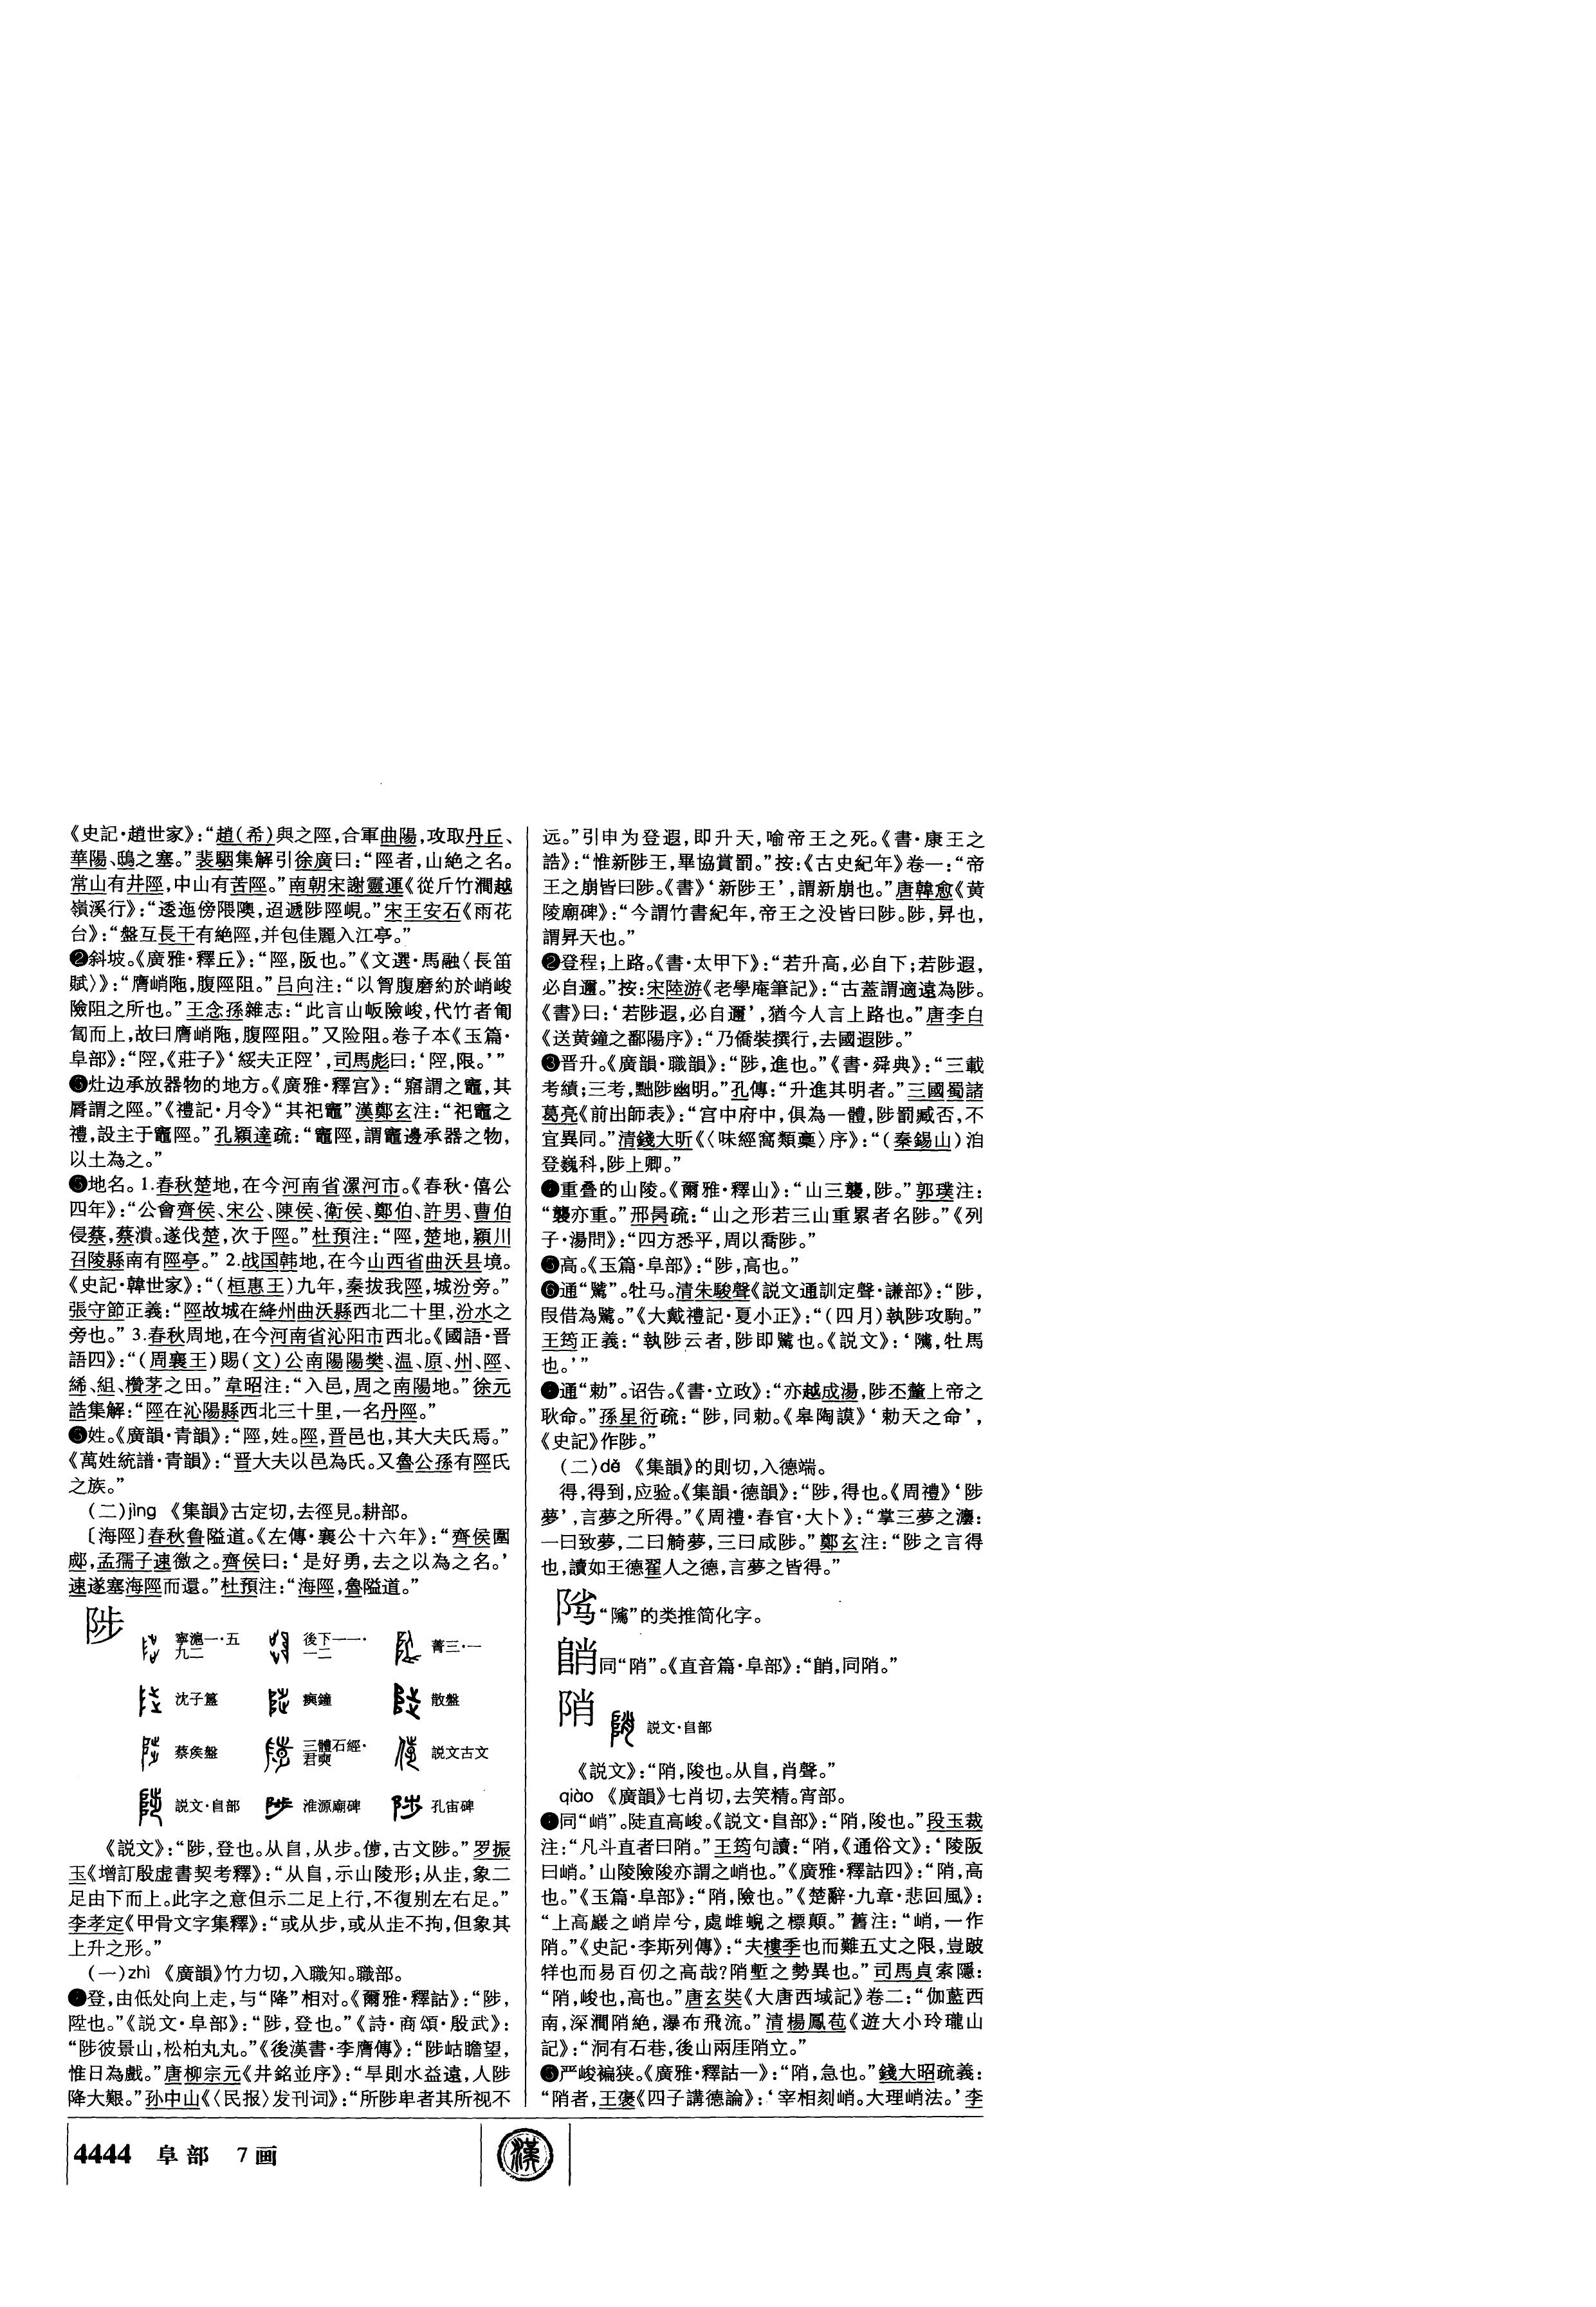 《史記·趙世家》：“趙（希）與之陘，合軍曲陽，攻取丹丘、
華陽、鴟之塞。”裴駰集解引徐廣曰：“陘者，山絶之名。
常山有井陘，中山有苦陘。”南朝宋謝靈運《從斤竹澗越
嶺溪行》：“逶迤傍隈隩，迢遞陟陘峴。”宋王安石《雨花
台》：“盤互長干有絶陘，并包佳麗入江亭。”
❷斜坡。《廣雅·釋丘》：“陘，阪也。”《文選·馬融〈長笛
賦〉》：“膺峭陁，腹陘阻。”吕向注：“以胷腹磨約於峭峻
險阻之所也。”王念孫雜志：“此言山岅險峻，代竹者匍
匐而上，故曰膺峭陁，腹陘阻。”又险阻。卷子本《玉篇·
阜部》：“陘，《莊子》‘綏夫正陘’，司馬彪曰：‘陘，限。’”
灶边承放器物的地方。《廣雅·釋宫》：“窹謂之竈，其
脣謂之陘。”《禮記·月令》“其祀竈”漢鄭玄注：“祀竈之
禮，設主于竈陘。”孔穎達疏：“竈陘，謂竈邊承器之物，
以土為之。”
地名。1.春秋楚地，在今河南省漯河市。《春秋·僖公
四年》：“公會齊侯、宋公、陳侯、衛侯、鄭伯、許男、曹伯
侵蔡，蔡潰。遂伐楚，次于陘。”杜預注：“陘，楚地，潁川
召陵縣南有陘亭。” 2.战国韩地，在今山西省曲沃县境。
《史記·韓世家》：“（桓惠王）九年，秦拔我陘，城汾旁。”
張守節正義：“陘故城在絳州曲沃縣西北二十里，汾水之
旁也。” 3.春秋周地，在今河南省沁阳市西北。《國語·晋
語四》：“（周襄王）賜（文）公南陽陽樊、温、原、州、陘、
絺、組、欑茅之田。”韋昭注：“入邑，周之南陽地。”徐元
誥集解：“陘在沁陽縣西北三十里，一名丹陘。”
姓。《廣韻·青韻》：“陘，姓。陘，晋邑也，其大夫氏焉。”
《萬姓統譜·青韻》：“晋大夫以邑為氏。又魯公孫有陘氏
之族。”
（二）jìng 《集韻》古定切，去徑見。耕部。
〔海陘〕春秋鲁隘道。《左傳·襄公十六年》：“齊侯圍
郕，孟孺子速徼之。齊侯曰：‘是好勇，去之以為之名。’
速遂塞海陘而還。”杜預注：“海陘，魯隘道。”
陟
寧滬一·五九二 後下一一·一二 菁三·一
沈子簋 㾓鐘 散盤
蔡侯盤 三體石經·君奭 説文古文
説文·𨸏部 淮源廟碑 孔宙碑
《説文》：“陟，登也。从𨸏，从步。𢓁，古文陟。”罗振
玉《增訂殷虚書契考釋》：“从𨸏，示山陵形；从歨，象二
足由下而上。此字之意但示二足上行，不復别左右足。”
李孝定《甲骨文字集釋》：“或从步，或从歨不拘，但象其
上升之形。”
（一）zhì 《廣韻》竹力切，入職知。職部。
登，由低处向上走，与“降”相对。《爾雅·釋詁》：“陟，
陞也。”《説文·阜部》：“陟，登也。”《詩·商頌·殷武》：
“陟彼景山，松柏丸丸。”《後漢書·李膺傳》：“陟岵瞻望，
惟日為歲。”唐柳宗元《井銘並序》：“旱則水益遠，人陟
降大艱。”孙中山《〈民报〉发刊词》：“所陟卑者其所视不
远。”引申为登遐，即升天，喻帝王之死。《書·康王之
誥》：“惟新陟王，畢協賞罰。”按：《古史紀年》卷一：“帝
王之崩皆曰陟。《書》‘新陟王’，謂新崩也。”唐韓愈《黄
陵廟碑》：“今謂竹書紀年，帝王之没皆曰陟。陟，昇也，
謂昇天也。”
❷登程；上路。《書·太甲下》：“若升高，必自下；若陟遐，
必自邇。”按：宋陸游《老學庵筆記》：“古蓋謂適遠為陟。
《書》曰：‘若陟遐，必自邇’，猶今人言上路也。”唐李白
《送黄鐘之鄱陽序》：“乃僑裝撰行，去國遐陟。”
❸晋升。《廣韻·職韻》：“陟，進也。”《書·舜典》：“三載
考績；三考，黜陟幽明。”孔傳：“升進其明者。”三國蜀諸
葛亮《前出師表》：“宫中府中，俱為一體，陟罰臧否，不
宜異同。”清錢大昕《〈味經窩類稾〉序》：“（秦錫山）洎
登巍科，陟上卿。”
重叠的山陵。《爾雅·釋山》：“山三襲，陟。”郭璞注：
“襲亦重。”邢昺疏：“山之形若三山重累者名陟。”《列
子·湯問》：“四方悉平，周以喬陟。”
高。《玉篇·阜部》：“陟，高也。”
❻通“騭”。牡马。清朱駿聲《説文通訓定聲·謙部》：“陟，
叚借為騭。”《大戴禮記·夏小正》：“（四月）執陟攻駒。”
王筠正義：“執陟云者，陟即騭也。《説文》：‘隲，牡馬
也。’”
通“勅”。诏告。《書·立政》：“亦越成湯，陟丕釐上帝之
耿命。”孫星衍疏：“陟，同勅。《皋陶謨》‘勅天之命’，
《史記》作陟。”
（二）dé 《集韻》的則切，入德端。
得，得到，应验。《集韻·德韻》：“陟，得也。《周禮》‘陟
夢’，言夢之所得。”《周禮·春官·大卜》：“掌三夢之灋：
一曰致夢，二曰觭夢，三曰咸陟。”鄭玄注：“陟之言得
也，讀如王德翟人之德，言夢之皆得。”
“隲”的类推简化字。
同“陗”。《直音篇·阜部》：“䪜，同陗。”
陗 説文·𨸏部
《説文》：“陗，陖也。从𨸏，肖聲。”
qiào 《廣韻》七肖切，去笑精。宵部。
同“峭”。陡直高峻。《説文·𨸏部》：“陗，陖也。”段玉裁
注：“凡斗直者曰陗。”王筠句讀：“陗，《通俗文》：‘陵阪
曰峭。’山陵險陖亦謂之峭也。”《廣雅·釋詁四》：“陗，高
也。”《玉篇·阜部》：“陗，險也。”《楚辭·九章·悲回風》：
“上高巖之峭岸兮，處雌蜺之標顛。”舊注：“峭，一作
陗。”《史記·李斯列傳》：“夫樓季也而難五丈之限，豈跛
牂也而易百仞之高哉？陗塹之勢異也。”司馬貞索隱：
“陗，峻也，高也。”唐玄奘《大唐西域記》卷二：“伽藍西
南，深澗陗絶，瀑布飛流。”清楊鳳苞《遊大小玲瓏山
記》：“洞有石巷，後山兩厓陗立。”
严峻褊狭。《廣雅·釋詁一》：“陗，急也。”錢大昭疏義：
“陗者，王褒《四子講德論》：‘宰相刻峭。大理峭法。’李
4444 阜部 7画
漢